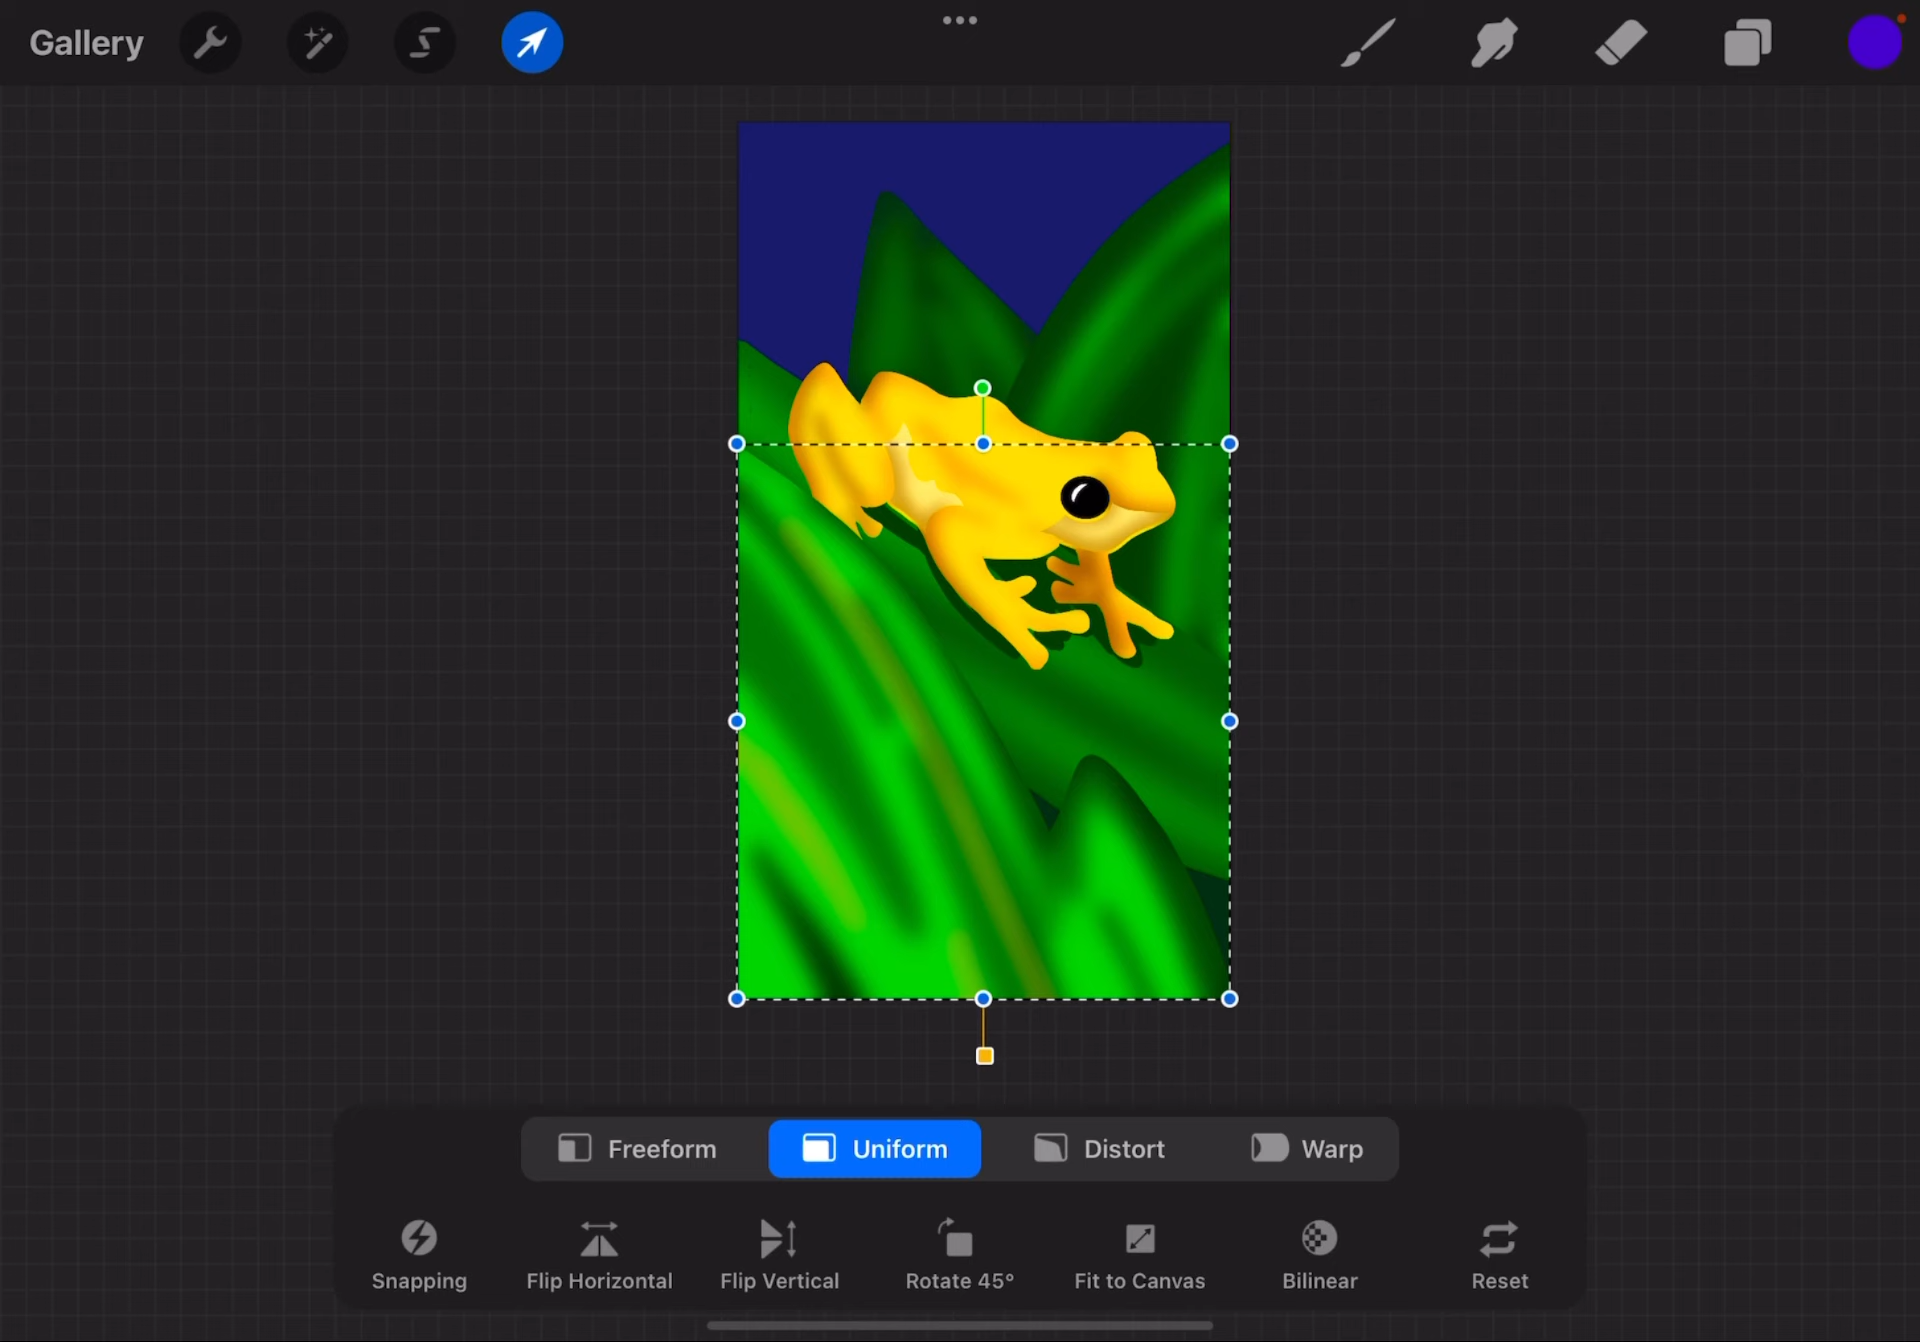 Gallery
Freeform
Uniform
Distort
Warp
Snapping
Flip Horizontal
Flip Vertical
Rotate 45°
Fit to Canvas
Bilinear
Reset